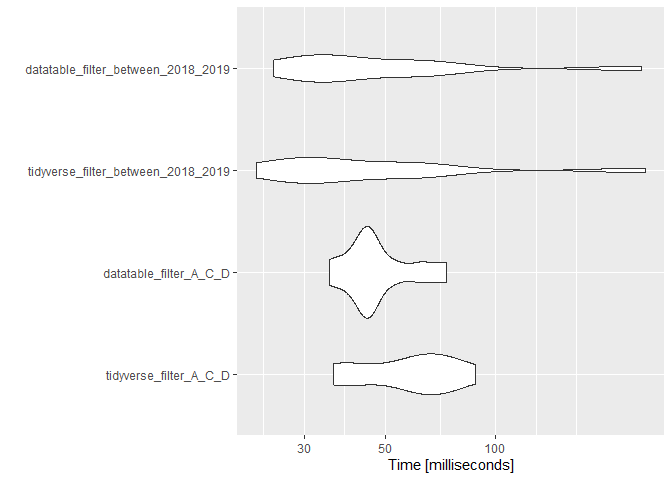 datatable_filter_between_2018_2019
tidyverse_filter_between_2018_2019
datatable_filter_A_C_D
tidyverse_filter_A_C_D
30 50 100
Time [milliseconds]